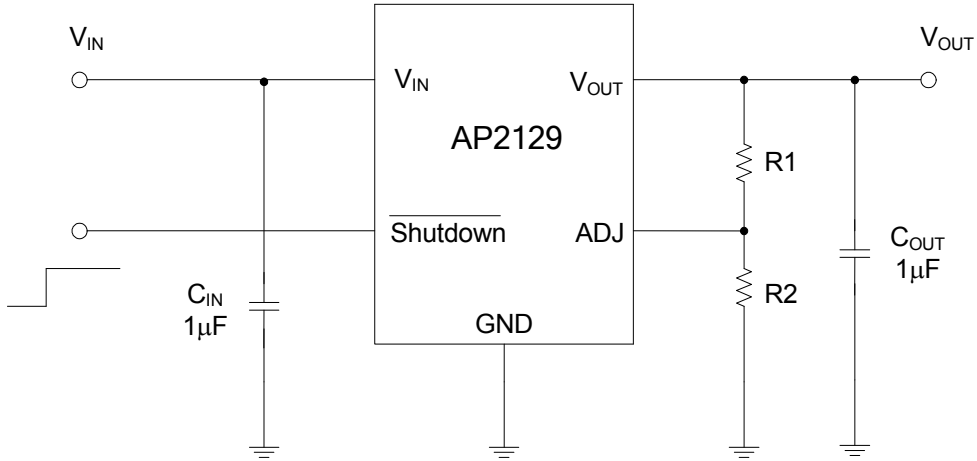 VIN
VOUT
VIN
VOUT
AP2129
R1
Shutdown
ADJ
COUT
1μF
CIN
1μF
R2
GND